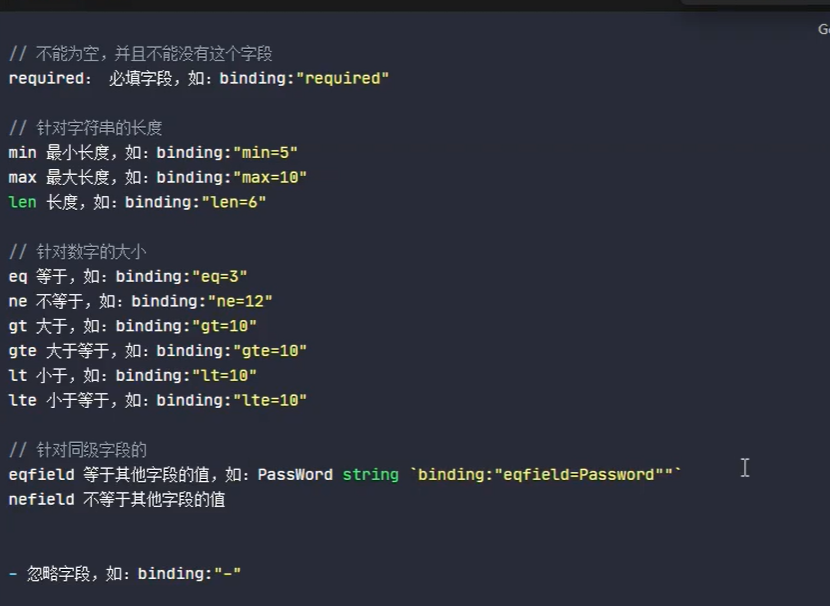 // 不能为空，并且不能没有这个字段
required： 必填字段，如：binding:"required"
// 针对字符串的长度
min 最小长度，如：binding:"min=5"
max 最大长度，如：binding:"max=10"
len 长度，如：binding:"len=6"
// 针对数字的大小
eq 等于，如：binding:"eq=3"
ne 不等于，如：binding:"ne=12"
gt 大于，如：binding:"gt=10"
gte 大于等于，如：binding:"gte=10"
lt 小于，如：binding:"lt=10"
lte 小于等于，如：binding:"lte=10"
// 针对同级字段的
eqfield 等于其他字段的值，如：PassWord string `binding:"eqfield=Password""`
nefield 不等于其他字段的值
- 忽略字段，如：binding:"-"